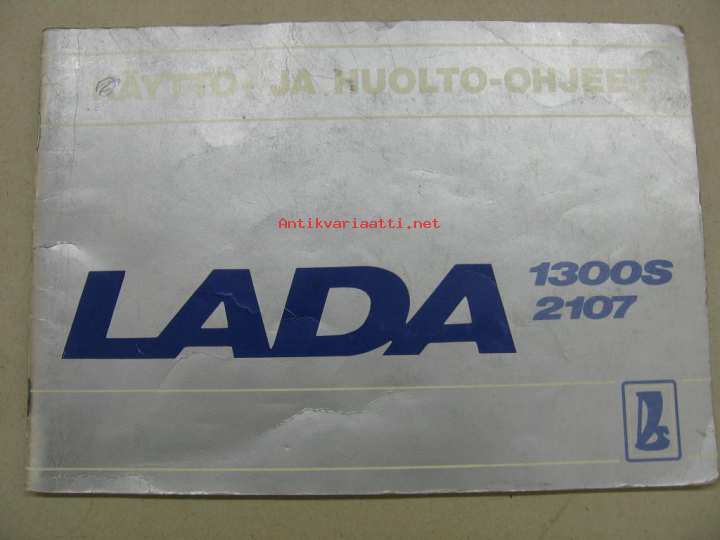 KÄYTTÖ- JA HUOLTO-OHJEET
Antikvariaatti.net
LADA
1300S
2107